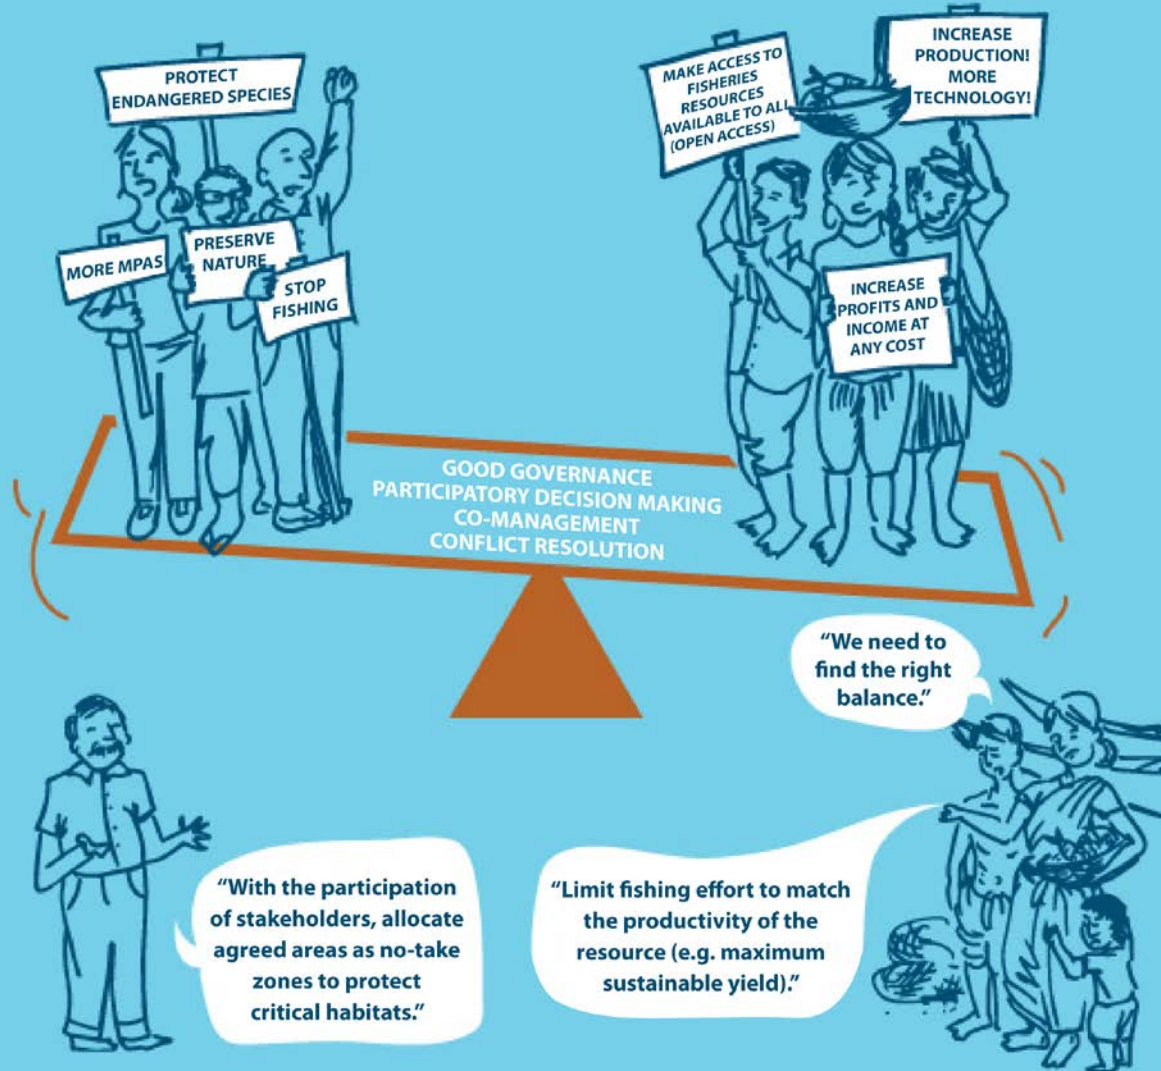 PROTECT
ENDANGERED SPECIES
MORE MPAS
PRESERVE
NATURE
STOP
FISHING
MAKE ACCESS TO
FISHERIES
RESOURCES
AVAILABLE TO ALL
(OPEN ACCESS)
INCREASE
PRODUCTION!
MORE
TECHNOLOGY!
INCREASE
PROFITS AND
INCOME AT
ANY COST
GOOD GOVERNANCE
PARTICIPATORY DECISION MAKING
CO-MANAGEMENT
CONFLICT RESOLUTION
“We need to
find the right
balance.”
“With the participation
of stakeholders, allocate
agreed areas as no-take
zones to protect
critical habitats.”
“Limit fishing effort to match
the productivity of the
resource (e.g. maximum
sustainable yield).”